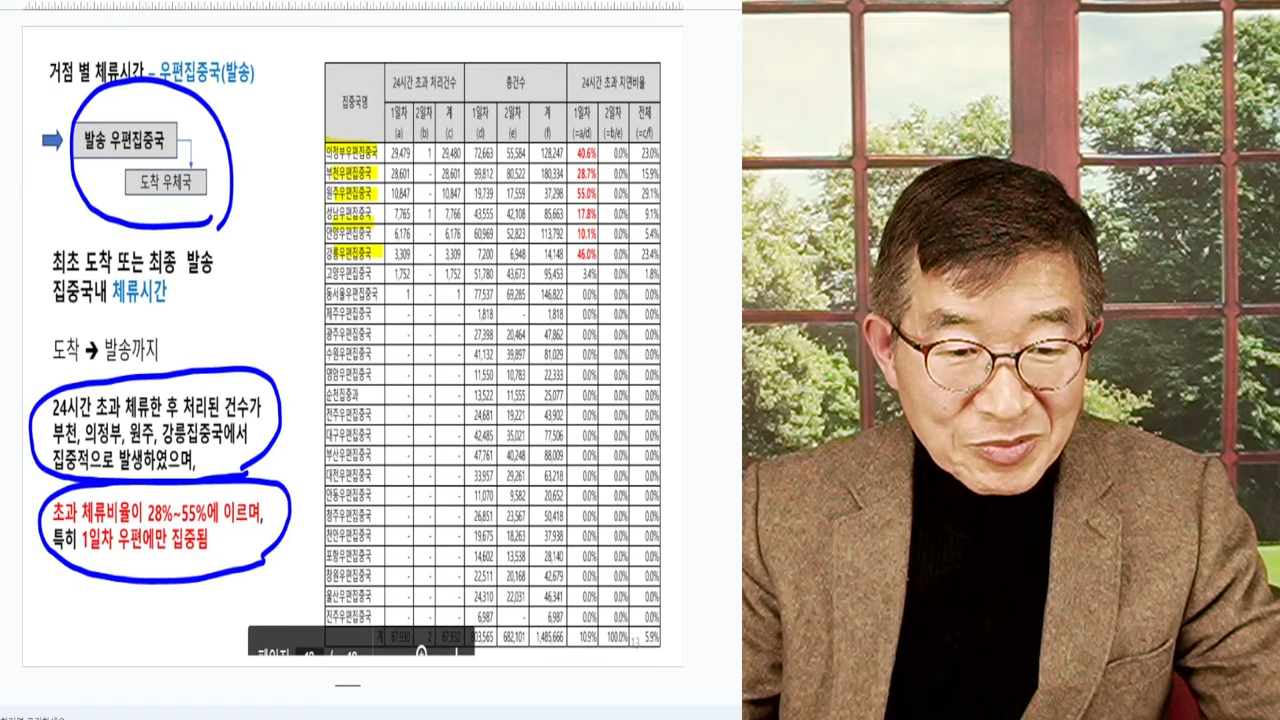 거점 별 체류시간 – 우편집중국(발송)
발송 우편집중국
도착 우체국
최초 도착 또는 최종 발송
집중국내 체류시간
도착 → 발송까지
24시간 초과 체류한 후 처리된 건수가
부천, 의정부, 원주, 강릉집중국에서
집중적으로 발생하였으며,
초과 체류비율이 28%~55%에 이르며,
특히 1일차 우편에만 집중됨
집중국명 24시간 초과 처리건수 총건수 24시간 초과 지연비율
1일차 2일차 계 1일차 2일차 계 1일차 2일차 전체
(a) (b) (c) (d) (e) (f) (=a/d) (=b/e) (=c/f)
의정부우편집중국 29,479 1 29,480 72,663 55,584 128,247 40.6% 0.0% 23.0%
부천우편집중국 28,601 - 28,601 99,812 80,522 180,334 28.7% 0.0% 15.9%
원주우편집중국 10,847 - 10,847 19,739 17,559 37,298 55.0% 0.0% 29.1%
성남우편집중국 7,765 1 7,766 43,555 42,108 85,663 17.8% 0.0% 9.1%
안양우편집중국 6,176 - 6,176 60,969 52,823 113,792 10.1% 0.0% 5.4%
강릉우편집중국 3,309 - 3,309 7,200 6,948 14,148 46.0% 0.0% 23.4%
고양우편집중국 1,752 - 1,752 51,780 43,673 95,453 3.4% 0.0% 1.8%
동서울우편집중국 1 - 1 77,537 69,285 146,822 0.0% 0.0% 0.0%
제주우편집중국 - - - 1,818 - 1,818 0.0% 0.0% 0.0%
광주우편집중국 - - - 27,398 20,464 47,862 0.0% 0.0% 0.0%
수원우편집중국 - - - 41,132 39,897 81,029 0.0% 0.0% 0.0%
영암우편집중국 - - - 11,550 10,783 22,333 0.0% 0.0% 0.0%
순천집중과 - - - 13,522 11,555 25,077 0.0% 0.0% 0.0%
전주우편집중국 - - - 24,681 19,221 43,902 0.0% 0.0% 0.0%
대구우편집중국 - - - 42,485 35,021 77,506 0.0% 0.0% 0.0%
부산우편집중국 - - - 47,761 40,248 88,009 0.0% 0.0% 0.0%
대전우편집중국 - - - 33,957 29,261 63,218 0.0% 0.0% 0.0%
안동우편집중국 - - - 11,070 9,582 20,652 0.0% 0.0% 0.0%
청주우편집중국 - - - 26,851 23,567 50,418 0.0% 0.0% 0.0%
천안우편집중국 - - - 19,675 18,263 37,938 0.0% 0.0% 0.0%
포항우편집중국 - - - 14,602 13,538 28,140 0.0% 0.0% 0.0%
창원우편집중국 - - - 22,511 20,168 42,679 0.0% 0.0% 0.0%
울산우편집중국 - - - 24,310 22,031 46,341 0.0% 0.0% 0.0%
진주우편집중국 - - - 6,987 - 6,987 0.0% 0.0% 0.0%
계 87,930 2 87,932 803,565 682,101 1,485,666 10.9% 100.0% 5.9%
13